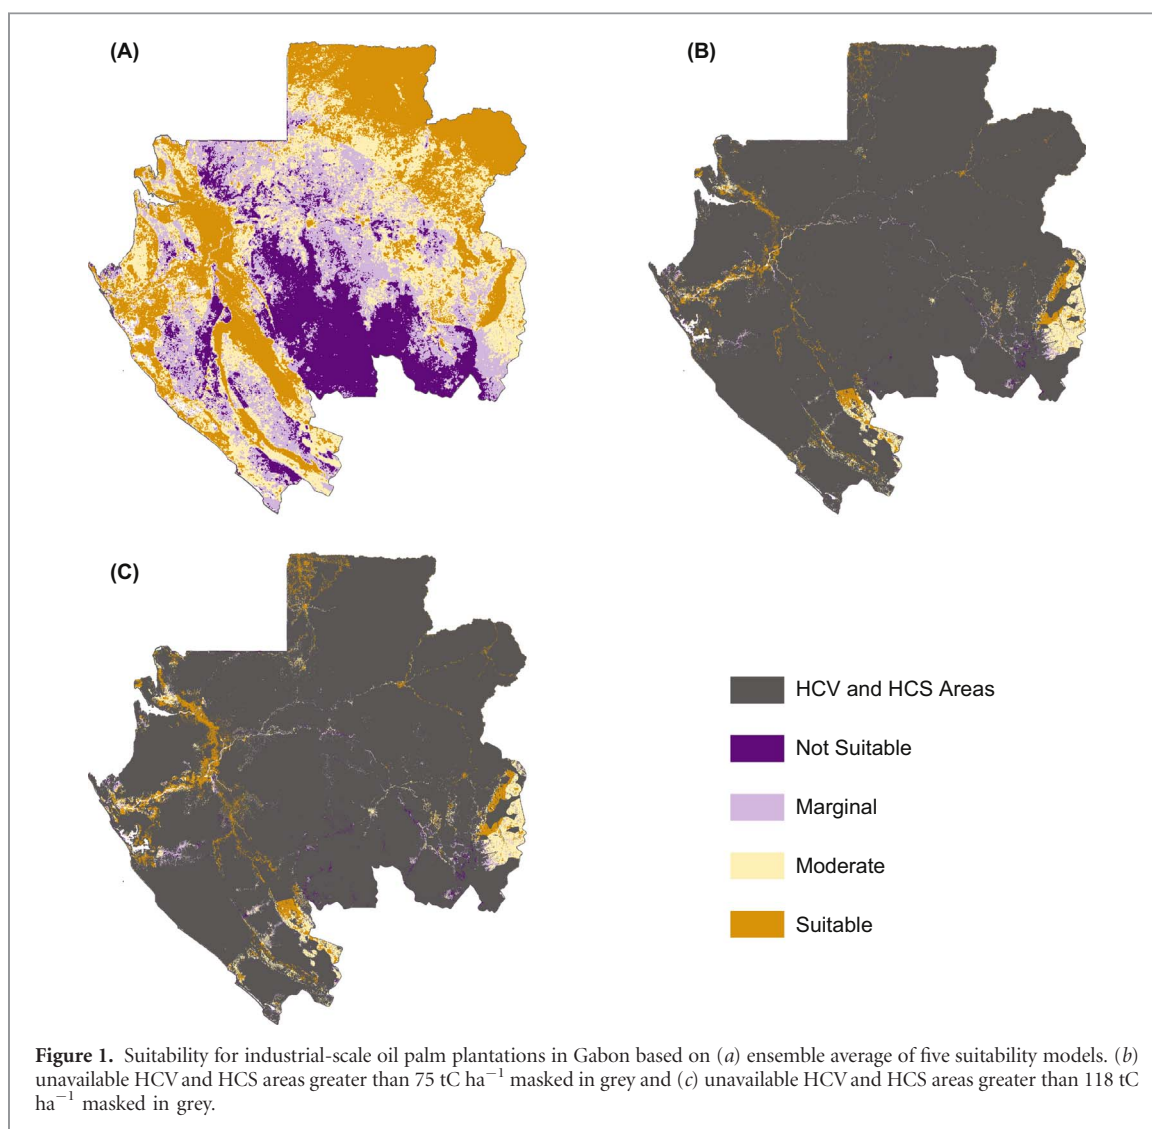 (A)
(B)
(C)
HCV and HCS Areas
Not Suitable
Marginal
Moderate
Suitable
Figure 1. Suitability for industrial-scale oil palm plantations in Gabon based on (a) ensemble average of five suitability models. (b)
unavailable HCV and HCS areas greater than 75 tC ha⁻¹ masked in grey and (c) unavailable HCV and HCS areas greater than 118 tC
ha⁻¹ masked in grey.